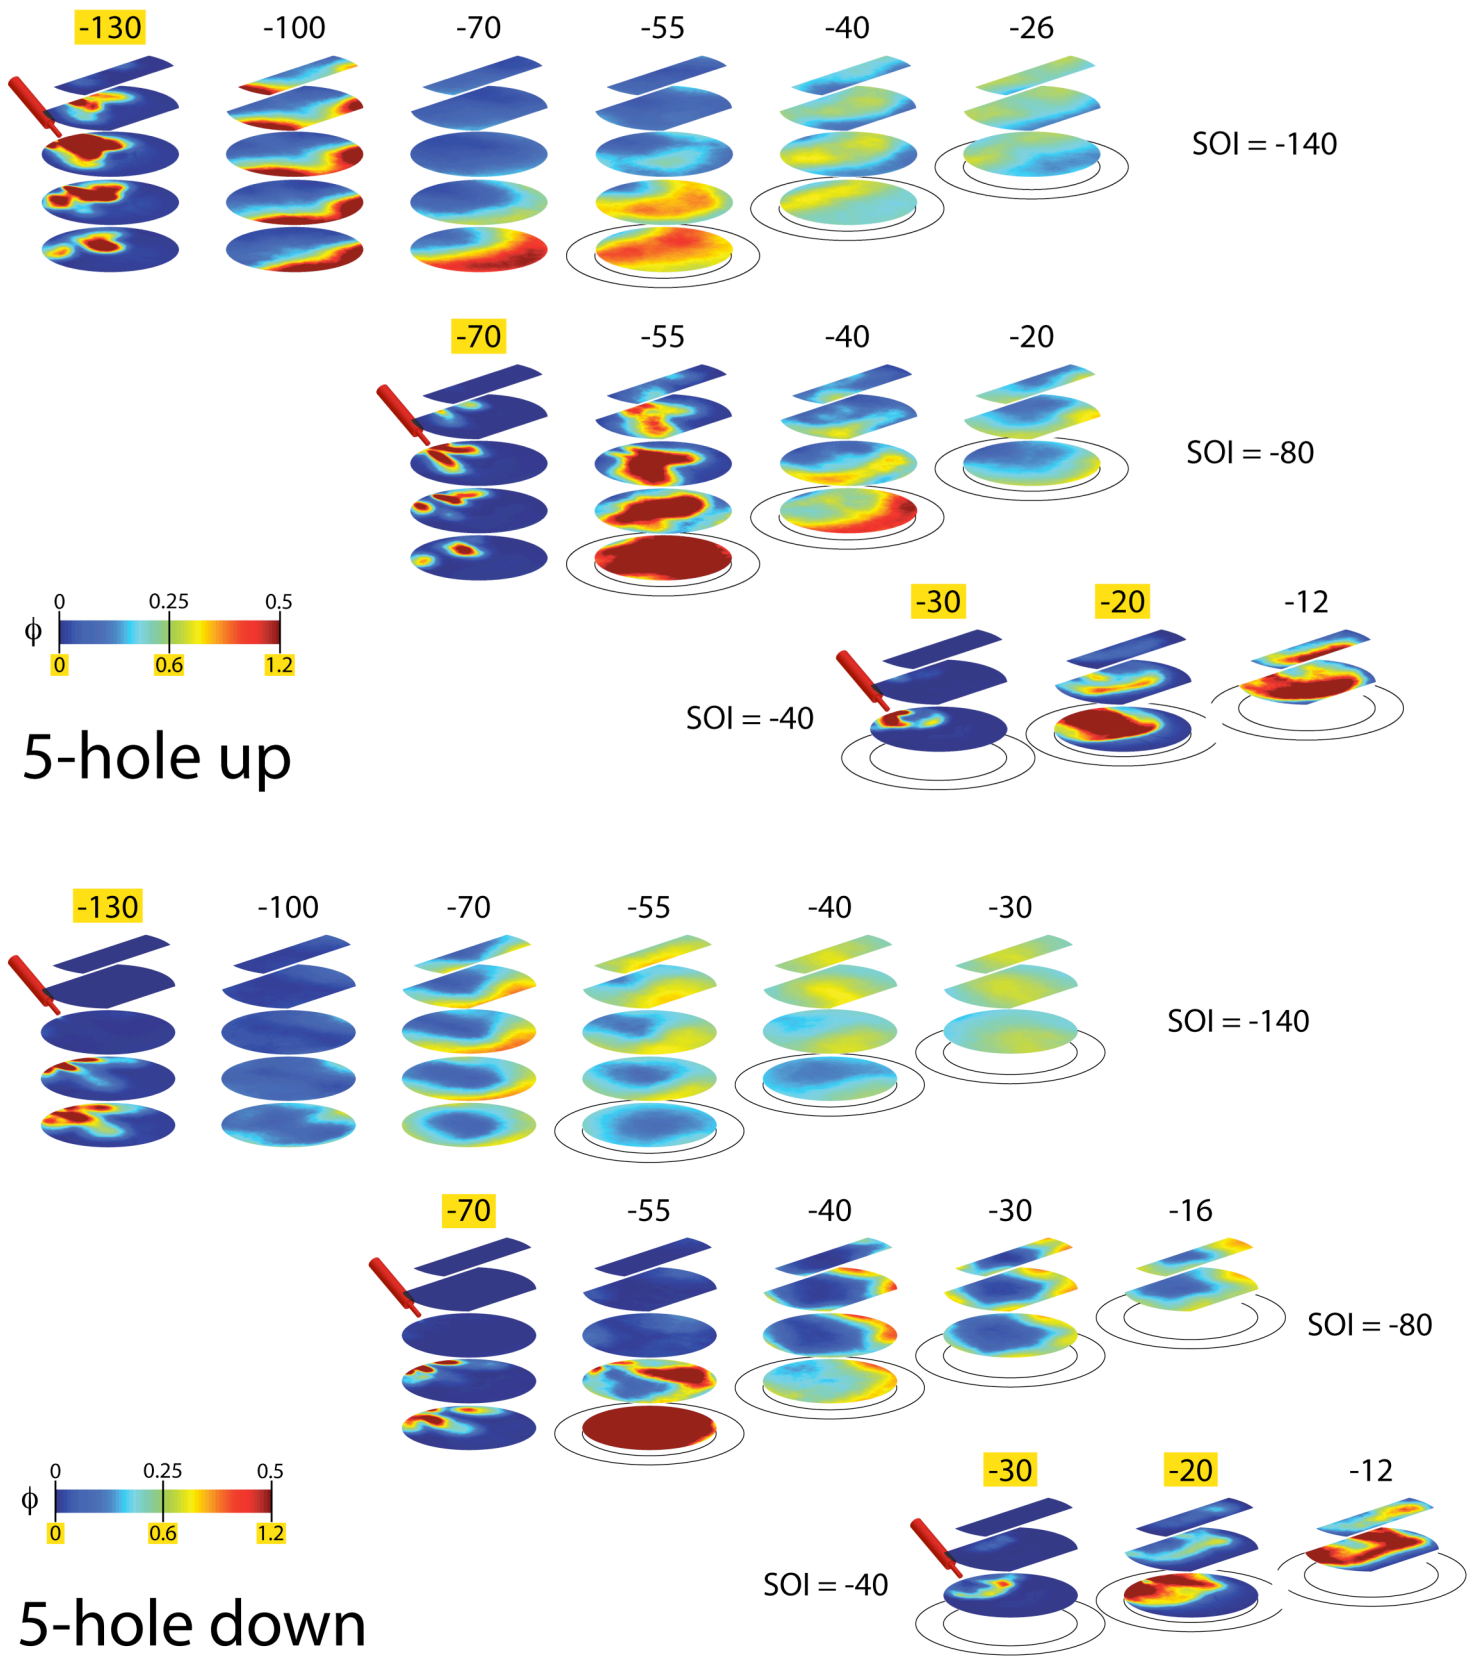 -130 -100 -70 -55 -40 -26
SOI = -140
-70 -55 -40 -20
SOI = -80
-30 -20 -12
0 0.25 0.5
ϕ
0 0.6 1.2
SOI = -40
5-hole up
-130 -100 -70 -55 -40 -30
SOI = -140
-70 -55 -40 -30 -16
SOI = -80
-30 -20 -12
0 0.25 0.5
ϕ
0 0.6 1.2
SOI = -40
5-hole down